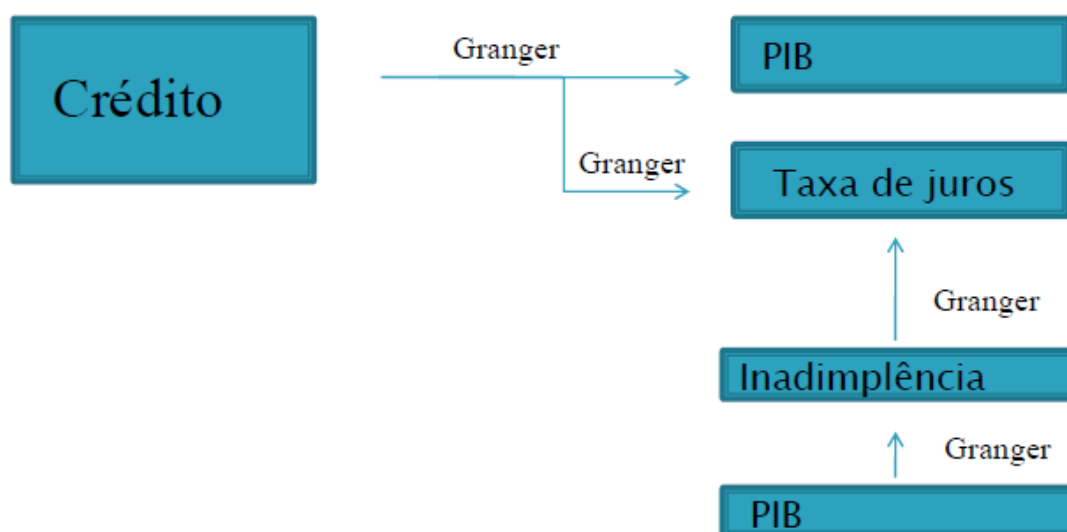 Crédito
Granger
PIB
Granger
Taxa de juros
Granger
Inadimplência
Granger
PIB